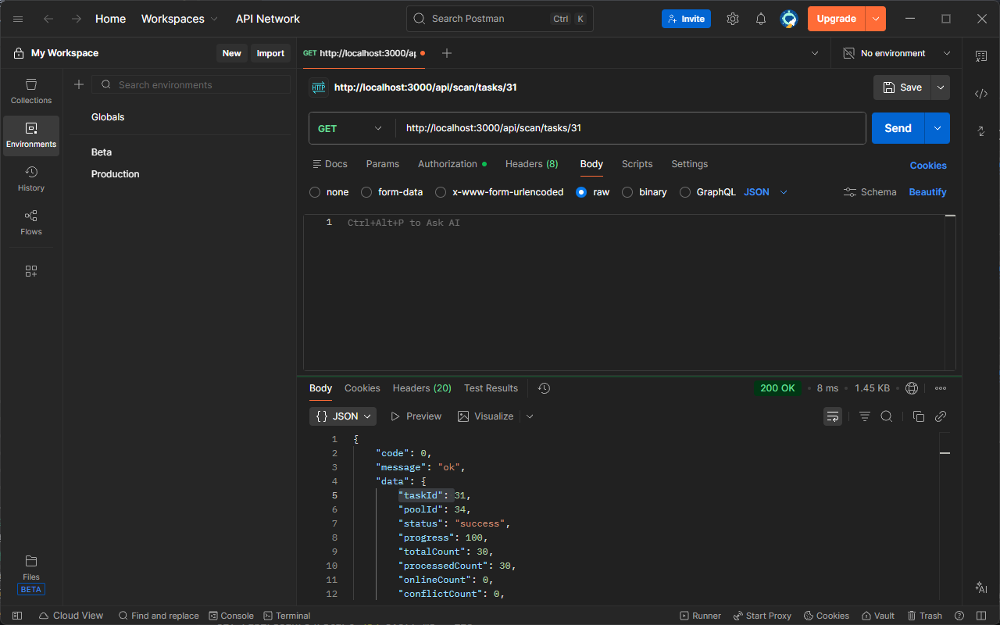 Home Workspaces API Network Search Postman Ctrl K Invite Upgrade
My Workspace New Import GET http://localhost:3000/ap No environment
Search environments
Collections
Environments
History
Flows
Globals
Beta
Production
Files
BETA
HTTP http://localhost:3000/api/scan/tasks/31 Save
GET http://localhost:3000/api/scan/tasks/31 Send
Docs Params Authorization Headers (8) Body Scripts Settings Cookies
none form-data x-www-form-urlencoded raw binary GraphQL JSON Schema Beautify
1 Ctrl+Alt+P to Ask AI
Body Cookies Headers (20) Test Results 200 OK • 8 ms • 1.45 KB •
{} JSON Preview Visualize
1 {
2 "code": 0,
3 "message": "ok",
4 "data": {
5 "taskId": 31,
6 "poolId": 34,
7 "status": "success",
8 "progress": 100,
9 "totalCount": 30,
10 "processedCount": 30,
11 "onlineCount": 0,
12 "conflictCount": 0,
AI
Cloud View Find and replace Console Terminal Runner Start Proxy Cookies Vault Trash